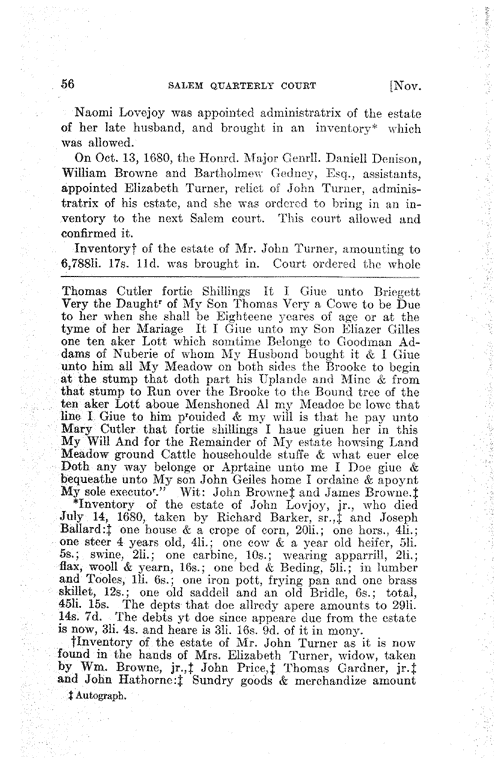 56 SALEM QUARTERLY COURT [Nov.
Naomi Lovejoy was appointed administratrix of the estate
of her late husband, and brought in an inventory* which
was allowed.
On Oct. 13, 1680, the Honrd. Major Genrll. Daniell Denison,
William Browne and Bartholmew Gedney, Esq., assistants,
appointed Elizabeth Turner, relict of John Turner, adminis-
tratrix of his estate, and she was ordered to bring in an in-
ventory to the next Salem court. This court allowed and
confirmed it.
Inventory† of the estate of Mr. John Turner, amounting to
6,788li. 17s. 11d. was brought in. Court ordered the whole
Thomas Cutler fortie Shillings It I Giue unto Briegett
Very the Daughtʳ of My Son Thomas Very a Cowe to be Due
to her when she shall be Eighteene yeares of age or at the
tyme of her Mariage It I Giue unto my Son Eliazer Gilles
one ten aker Lott which somtime Belonge to Goodman Ad-
dams of Nuberie of whom My Husbond bought it & I Giue
unto him all My Meadow on both sides the Brooke to begin
at the stump that doth part his Uplande and Mine & from
that stump to Run over the Brooke to the Bound tree of the
ten aker Lott aboue Menshoned Al my Meadoe be lowe that
line I Giue to him pʳouided & my will is that he pay unto
Mary Cutler that fortie shillings I haue giuen her in this
My Will And for the Remainder of My estate howsing Land
Meadow ground Cattle householde stuffe & what euer elce
Doth any way belonge or Aprtaine unto me I Doe giue &
bequeathe unto My son John Geiles home I ordaine & apoynt
My sole executoʳ." Wit: John Browne‡ and James Browne.‡
*Inventory of the estate of John Lovjoy, jr., who died
July 14, 1680, taken by Richard Barker, sr.,‡ and Joseph
Ballard:‡ one house & a crope of corn, 20li.; one hors., 4li.;
one steer 4 years old, 4li.; one cow & a year old heifer, 5li.
5s.; swine, 2li.; one carbine, 10s.; wearing apparrill, 2li.;
flax, wooll & yearn, 16s.; one bed & Beding, 5li.; in lumber
and Tooles, 1li. 6s.; one iron pott, frying pan and one brass
skillet, 12s.; one old saddell and an old Bridle, 6s.; total,
45li. 15s. The depts that doe allredy apere amounts to 29li.
14s. 7d. The debts yt doe since appeare due from the estate
is now, 3li. 4s. and heare is 3li. 16s. 9d. of it in mony.
†Inventory of the estate of Mr. John Turner as it is now
found in the hands of Mrs. Elizabeth Turner, widow, taken
by Wm. Browne, jr.,‡ John Price,‡ Thomas Gardner, jr.‡
and John Hathorne:‡ Sundry goods & merchandize amount
‡ Autograph.